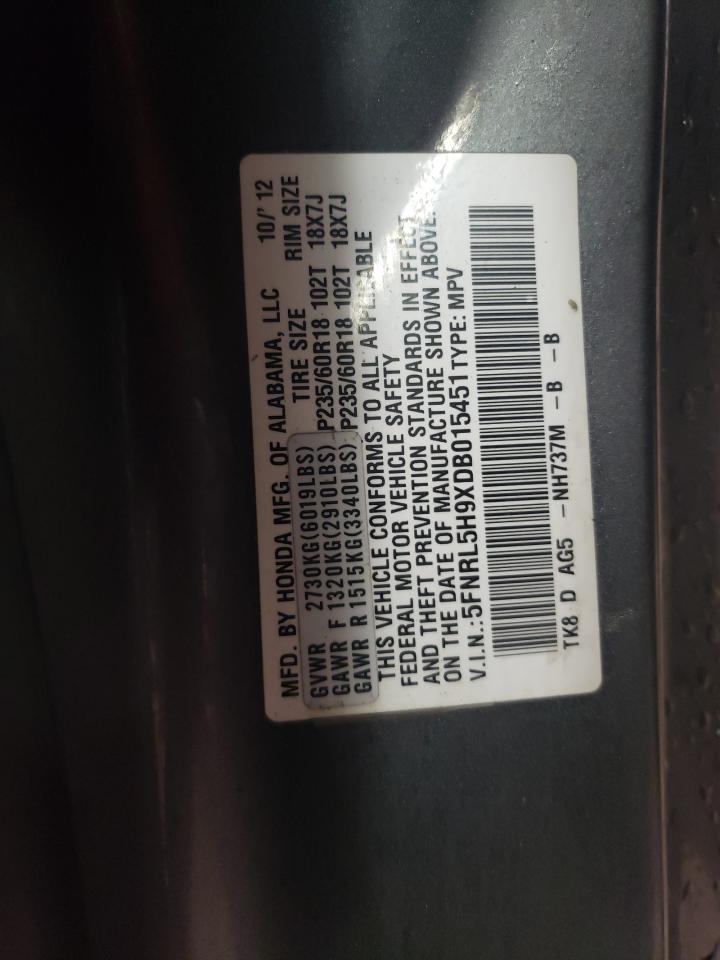 MFD. BY HONDA MFG. OF ALABAMA, LLC 10/'12
TIRE SIZE RIM SIZE
GVWR 2730KG(6019LBS)
GAWR F 1320KG(2910LBS) P235/60R18 102T 18X7J
GAWR R 1515KG(3340LBS) P235/60R18 102T 18X7J
THIS VEHICLE CONFORMS TO ALL APPLICABLE
FEDERAL MOTOR VEHICLE SAFETY
AND THEFT PREVENTION STANDARDS IN EFFECT
ON THE DATE OF MANUFACTURE SHOWN ABOVE.
V.I.N.:5FNRL5H9XDB015451 TYPE: MPV
TK8 D AG5 -NH737M -B -B